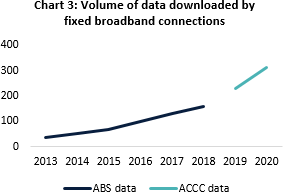 Chart 3: Volume of data downloaded by
fixed broadband connections
400
300
200
100
0
2013 2014 2015 2016 2017 2018 2019 2020
ABS data ACCC data